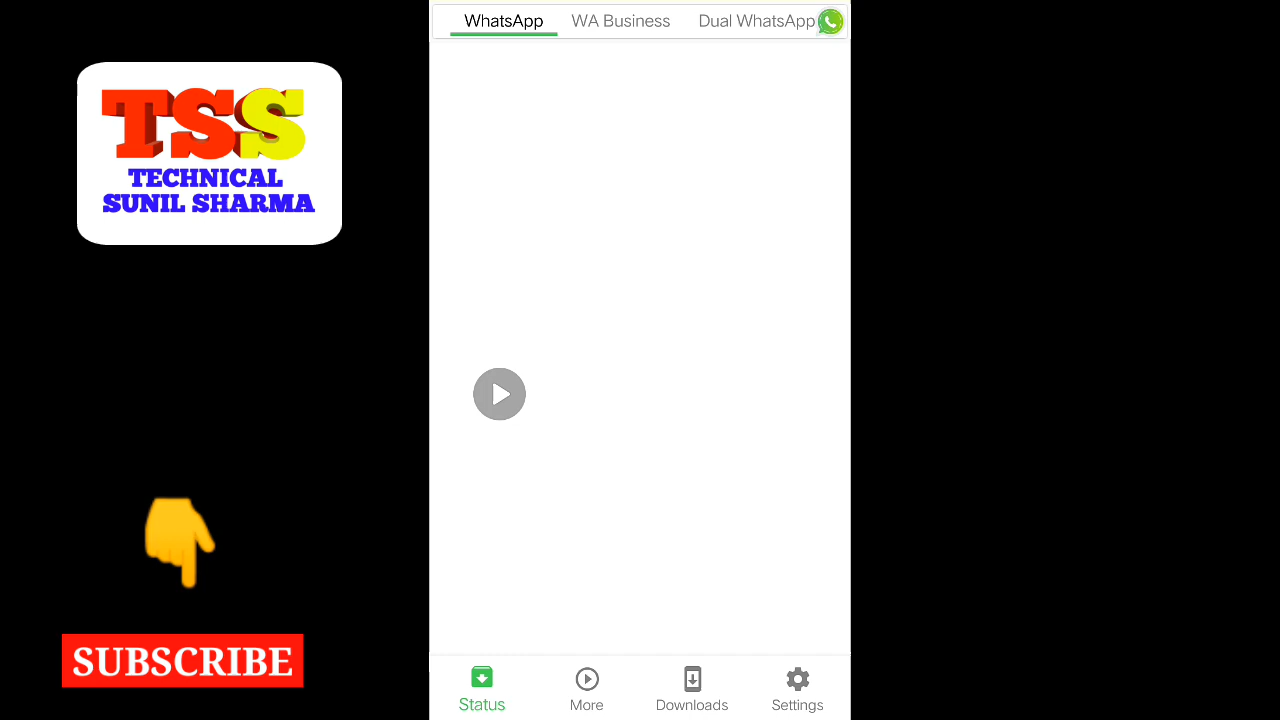 WhatsApp WA Business Dual WhatsApp
TSS
TECHNICAL
SUNIL SHARMA
SUBSCRIBE
Status More Downloads Settings